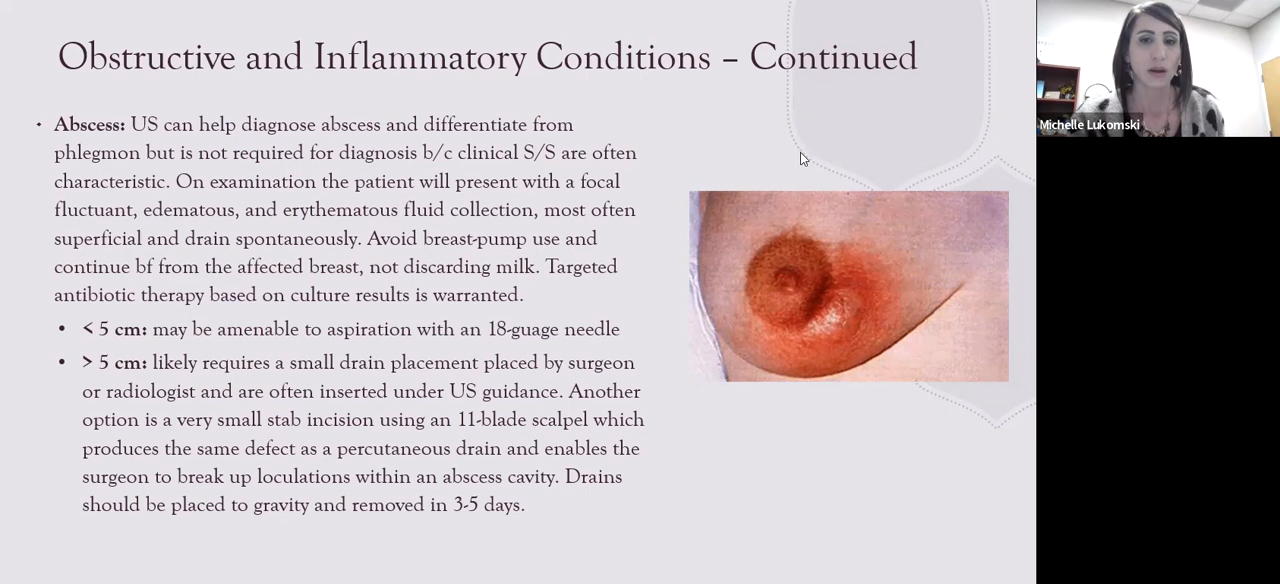 Obstructive and Inflammatory Conditions – Continued
Abscess: US can help diagnose abscess and differentiate from
phlegmon but is not required for diagnosis b/c clinical S/S are often
characteristic. On examination the patient will present with a focal
fluctuant, edematous, and erythematous fluid collection, most often
superficial and drain spontaneously. Avoid breast-pump use and
continue bf from the affected breast, not discarding milk. Targeted
antibiotic therapy based on culture results is warranted.
• < 5 cm: may be amenable to aspiration with an 18-guage needle
• > 5 cm: likely requires a small drain placement placed by surgeon
or radiologist and are often inserted under US guidance. Another
option is a very small stab incision using an 11-blade scalpel which
produces the same defect as a percutaneous drain and enables the
surgeon to break up loculations within an abscess cavity. Drains
should be placed to gravity and removed in 3-5 days.
Michelle Lukomski